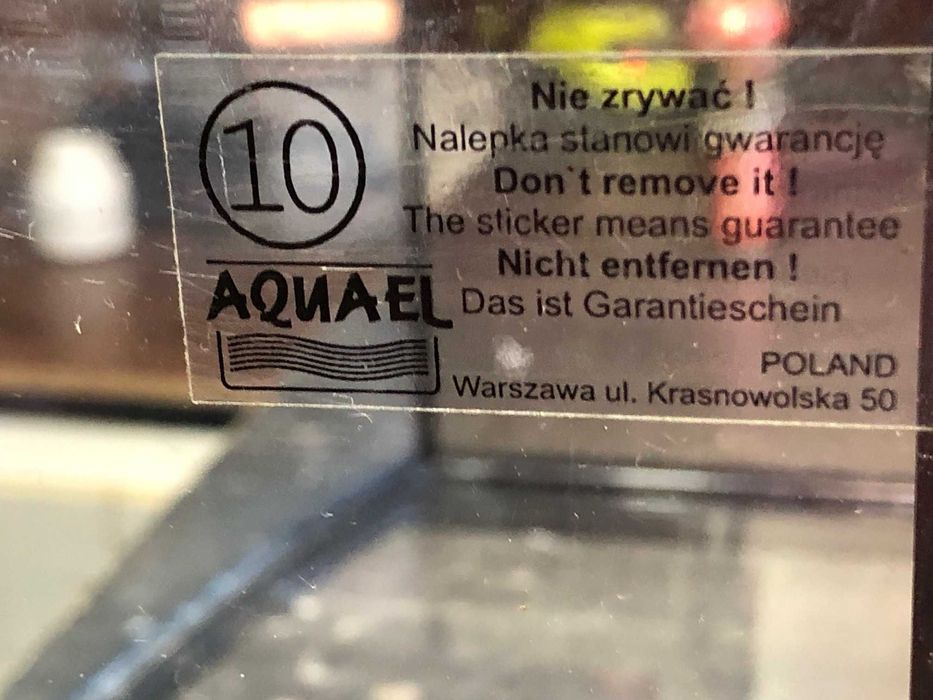 10
AQUAEL
Nie zrywać !
Nalepka stanowi gwarancję
Don`t remove it !
The sticker means guarantee
Nicht entfernen !
Das ist Garantieschein
POLAND
Warszawa ul. Krasnowolska 50